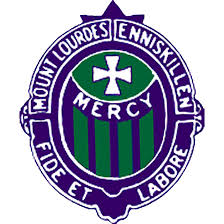 MOUNT LOURDES ENNISKILLEN
MERCY
FIDE ET LABORE